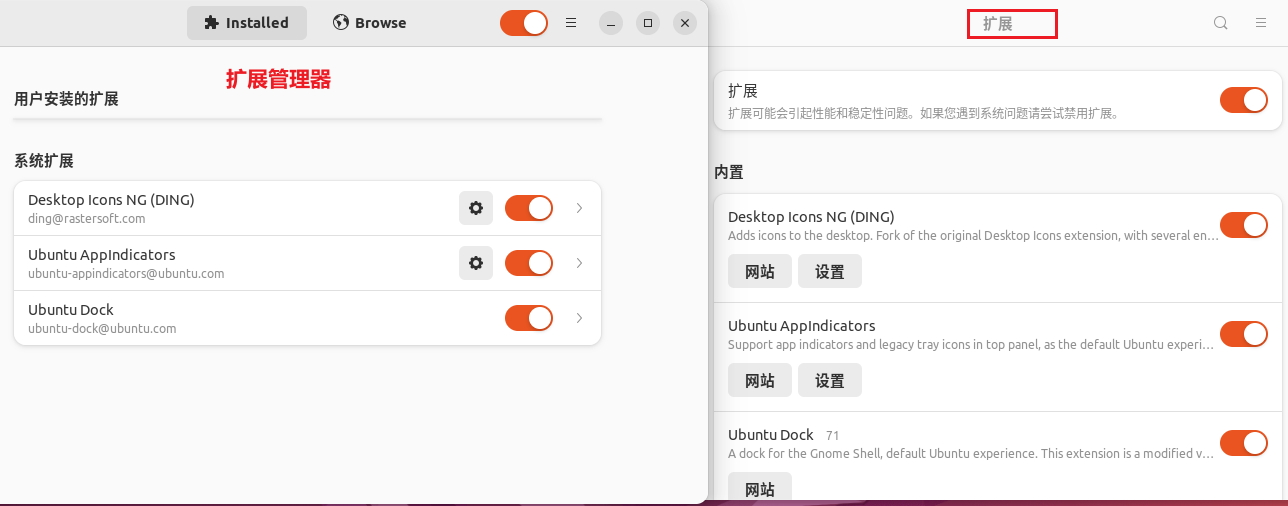 Installed
Browse
扩展管理器
用户安装的扩展
系统扩展
Desktop Icons NG (DING)
ding@rastersoft.com
Ubuntu AppIndicators
ubuntu-appindicators@ubuntu.com
Ubuntu Dock
ubuntu-dock@ubuntu.com
扩展
扩展
扩展可能会引起性能和稳定性问题。如果您遇到系统问题请尝试禁用扩展。
内置
Desktop Icons NG (DING)
Adds icons to the desktop. Fork of the original Desktop Icons extension, with several en…
网站 设置
Ubuntu AppIndicators
Support app indicators and legacy tray icons in top panel, as the default Ubuntu experi…
网站 设置
Ubuntu Dock 71
A dock for the Gnome Shell, default Ubuntu experience. This extension is a modified v…
网站